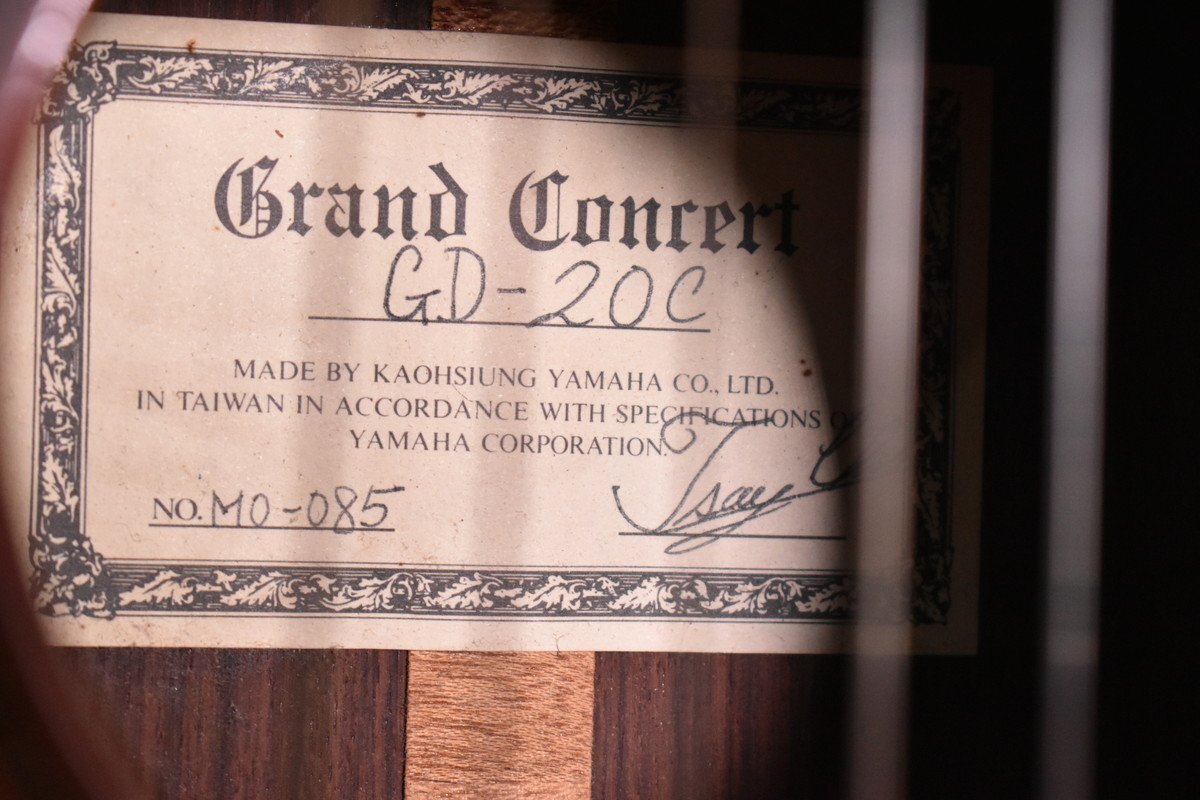 Grand Concert
GD-20C
MADE BY KAOHSIUNG YAMAHA CO., LTD.
IN TAIWAN IN ACCORDANCE WITH SPECIFICATIONS
YAMAHA CORPORATION.
NO. MO-085
Tsay